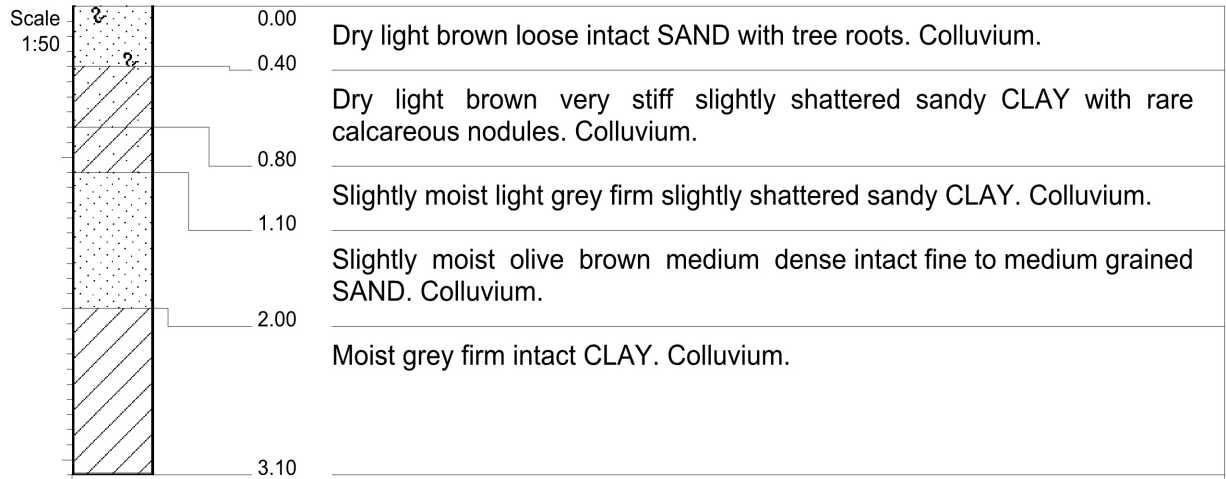 Scale
1:50
0.00
Dry light brown loose intact SAND with tree roots. Colluvium.
0.40
Dry light brown very stiff slightly shattered sandy CLAY with rare
calcareous nodules. Colluvium.
0.80
Slightly moist light grey firm slightly shattered sandy CLAY. Colluvium.
1.10
Slightly moist olive brown medium dense intact fine to medium grained
SAND. Colluvium.
2.00
Moist grey firm intact CLAY. Colluvium.
3.10